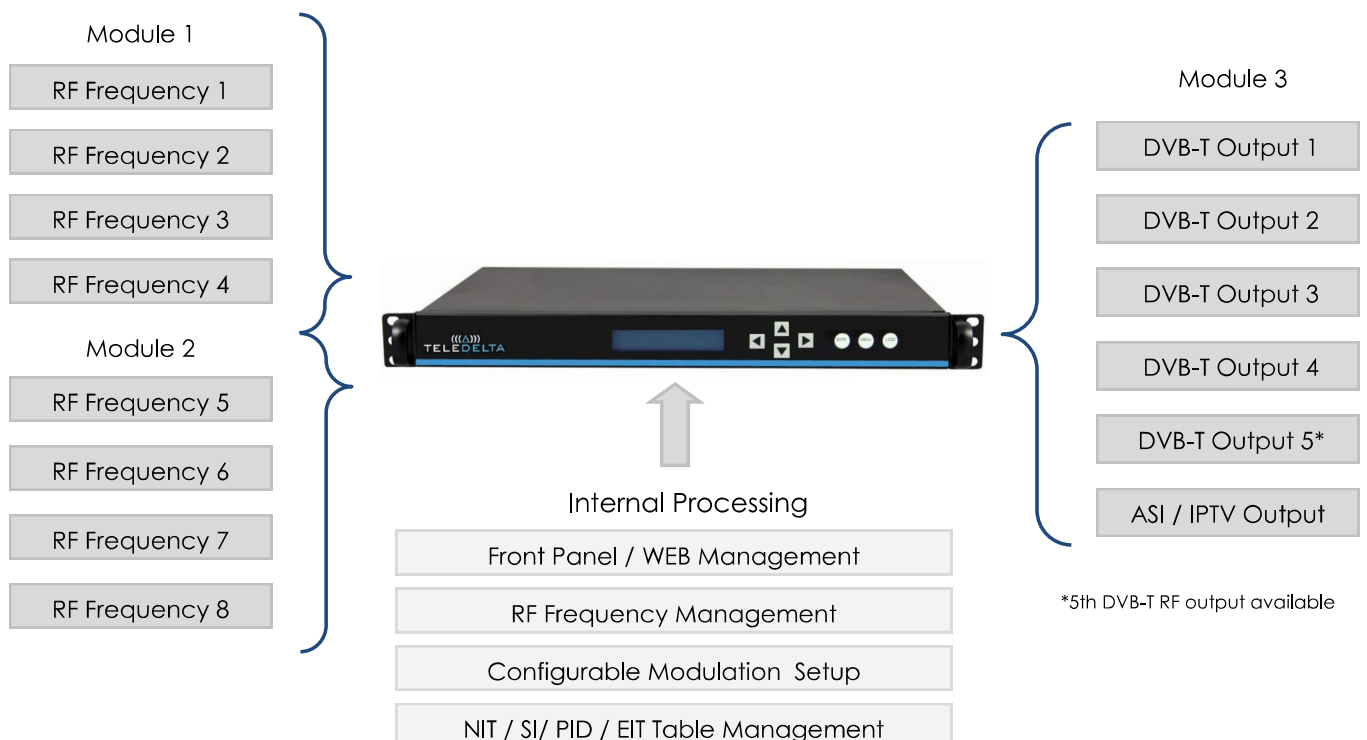 Module 1
RF Frequency 1
RF Frequency 2
RF Frequency 3
RF Frequency 4
Module 2
RF Frequency 5
RF Frequency 6
RF Frequency 7
RF Frequency 8
TELEDELTA
MENU
Internal Processing
Front Panel / WEB Management
RF Frequency Management
Configurable Modulation Setup
NIT / SI/ PID / EIT Table Management
Module 3
DVB-T Output 1
DVB-T Output 2
DVB-T Output 3
DVB-T Output 4
DVB-T Output 5*
ASI / IPTV Output
*5th DVB-T RF output available